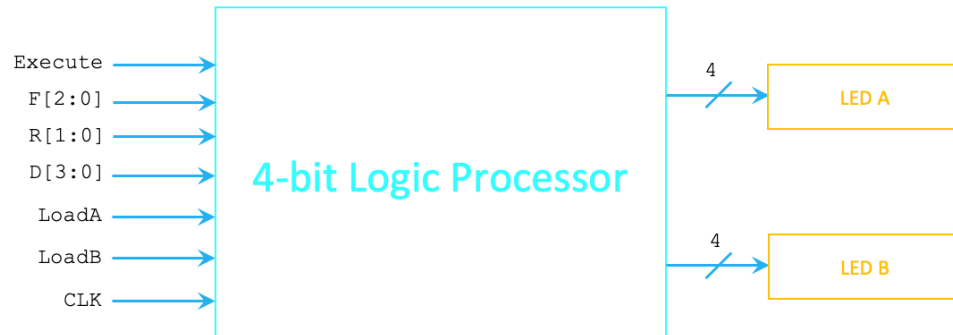 Execute
F[2:0]
R[1:0]
D[3:0]
LoadA
LoadB
CLK
4-bit Logic Processor
4
LED A
4
LED B